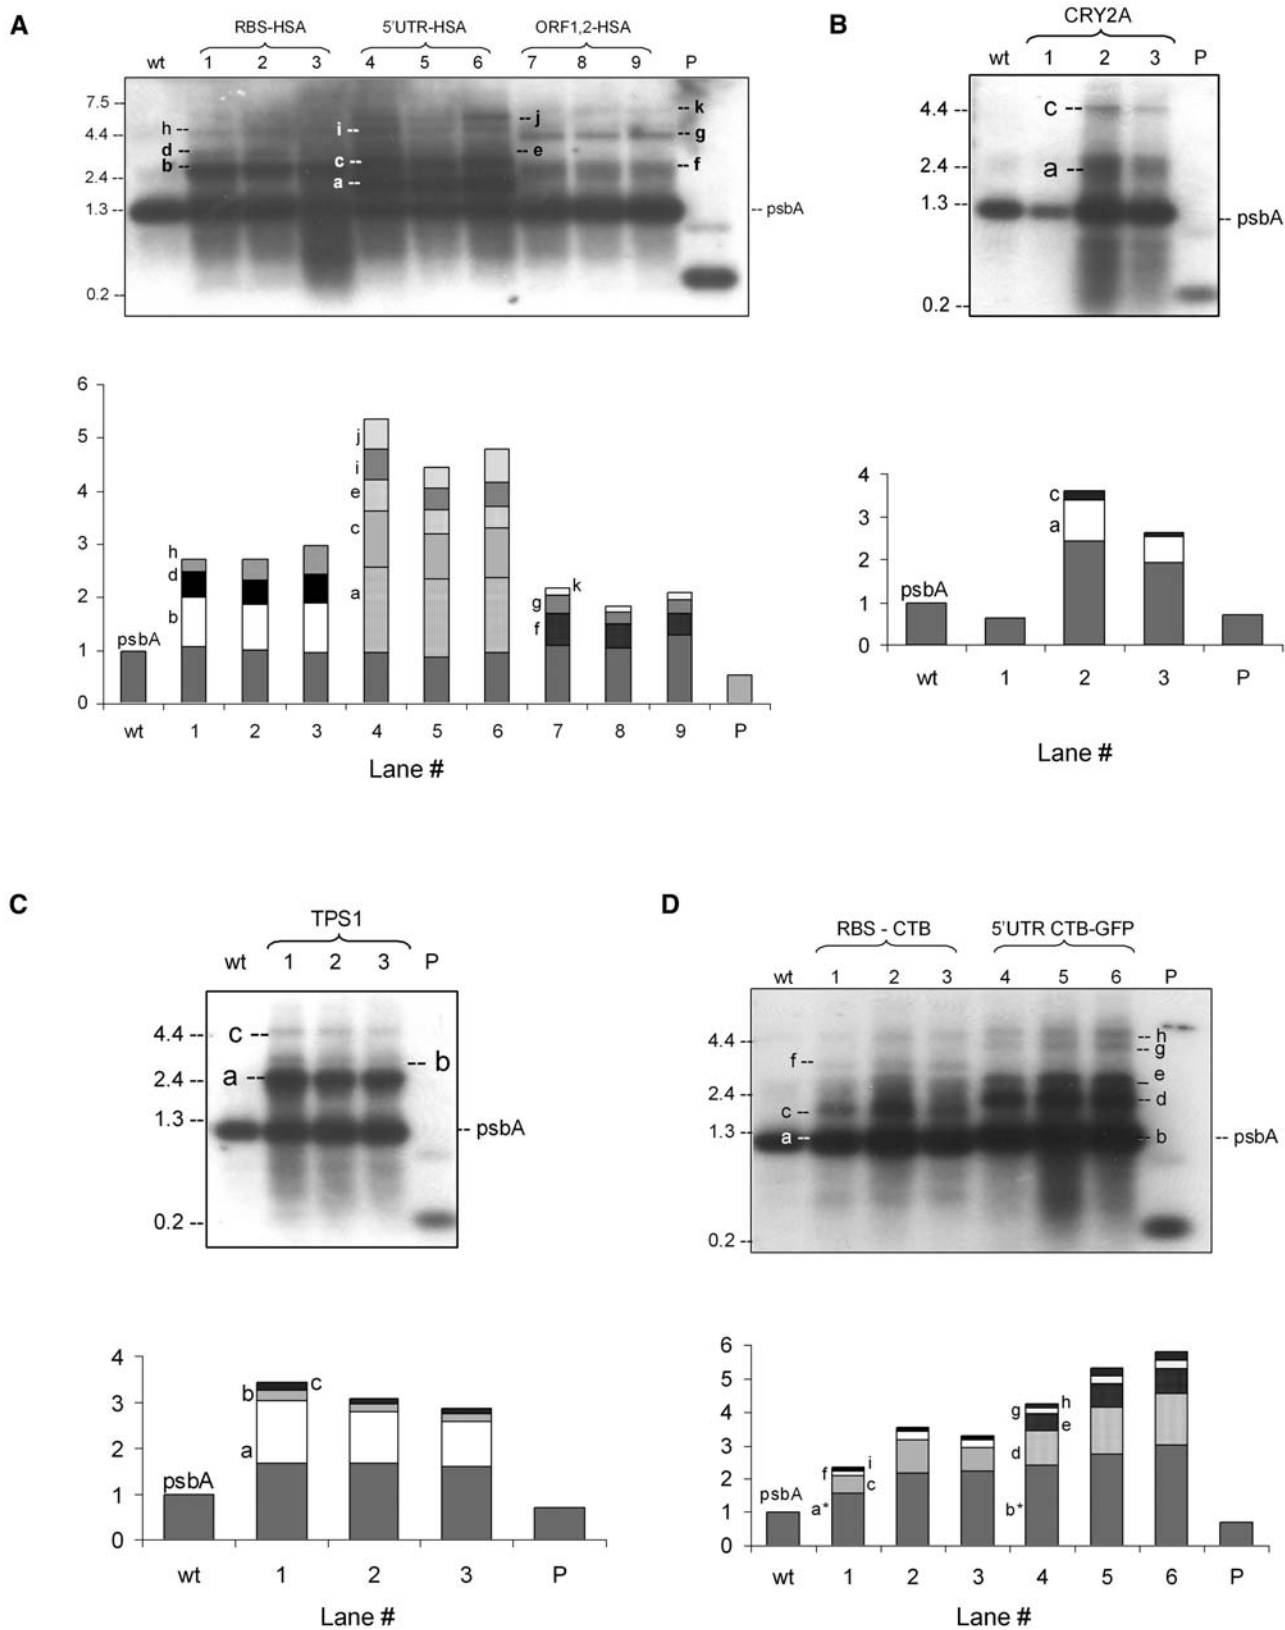 A
RBS-HSA 5'UTR-HSA ORF1,2-HSA
wt 1 2 3 4 5 6 7 8 9 P
7.5
4.4
2.4
1.3
0.2
h
d
b
i
c
a
j
e
k
g
f
psbA
6
5
4
3
2
1
0
psbA
h
d
b
j
i
e
c
a
k
g
f
wt 1 2 3 4 5 6 7 8 9 P
Lane #
B
CRY2A
wt 1 2 3 P
4.4
2.4
1.3
0.2
c
a
psbA
4
3
2
1
0
psbA
c
a
wt 1 2 3 P
Lane #
C
TPS1
wt 1 2 3 P
4.4
2.4
1.3
0.2
c
a
b
psbA
4
3
2
1
0
psbA
b
c
a
wt 1 2 3 P
Lane #
D
RBS - CTB 5'UTR CTB-GFP
wt 1 2 3 4 5 6 P
4.4
2.4
1.3
0.2
f
c
a
h
g
e
d
b
psbA
6
5
4
3
2
1
0
psbA
i
f
c
a*
h
g
e
d
b*
wt 1 2 3 4 5 6 P
Lane #